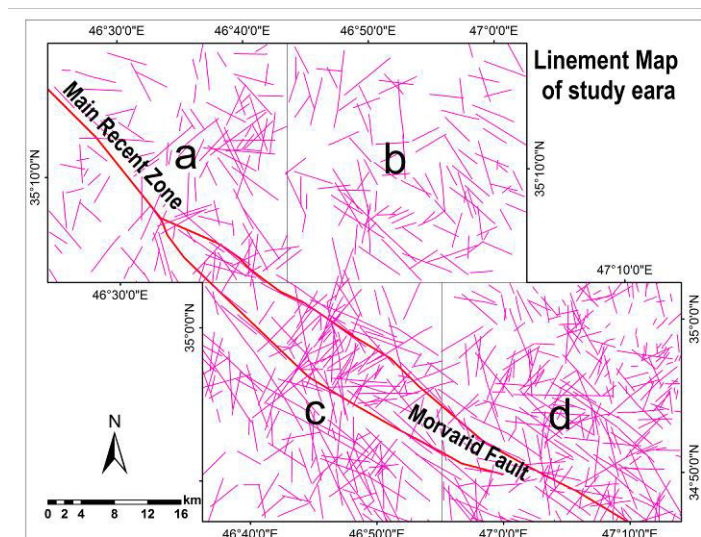 46°30'0"E
46°40'0"E
46°50'0"E
47°0'0"E
Linement Map
of study eara
Main Recent Zone
a
b
35°10'0"N
35°10'0"N
46°30'0"E
47°10'0"E
35°0'0"N
35°0'0"N
c
d
Morvarid Fault
N
34°50'0"N
km
0 2 4 8 12 16
46°40'0"E
46°50'0"E
47°0'0"E
47°10'0"E